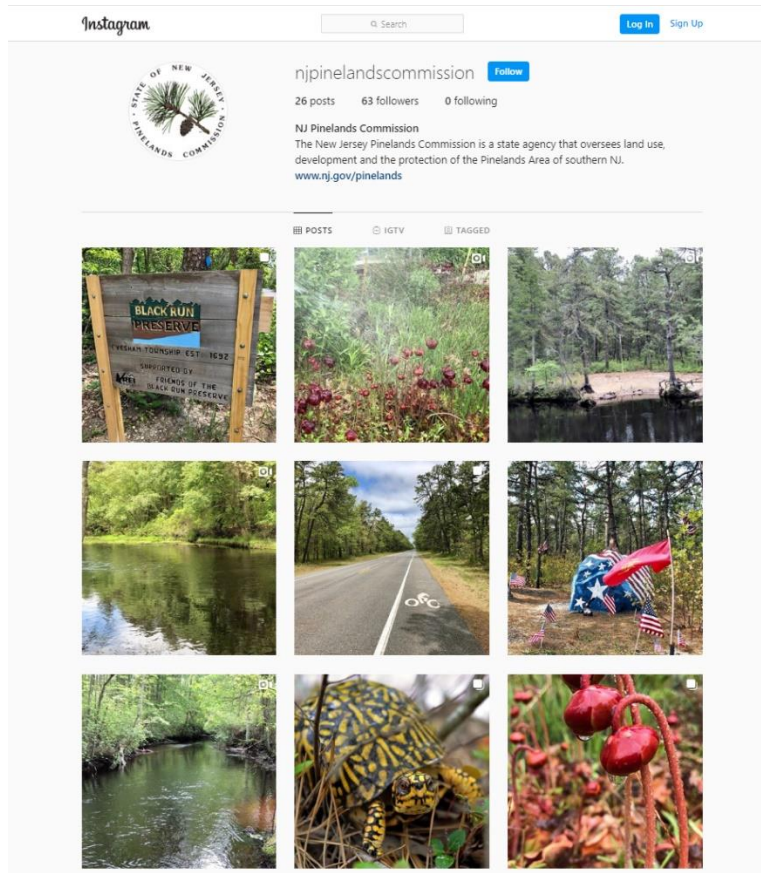 Instagram
Search
Log In
Sign Up
STATE OF NEW JERSEY
PINELANDS COMMISSION
njpinelandscommission
Follow
26 posts 63 followers 0 following
NJ Pinelands Commission
The New Jersey Pinelands Commission is a state agency that oversees land use,
development and the protection of the Pinelands Area of southern NJ.
www.nj.gov/pinelands
POSTS
IGTV
TAGGED
BLACK RUN
PRESERVE
EVESHAM TOWNSHIP EST. 1692
SUPPORTED BY
FRIENDS OF THE
BLACK RUN PRESERVE